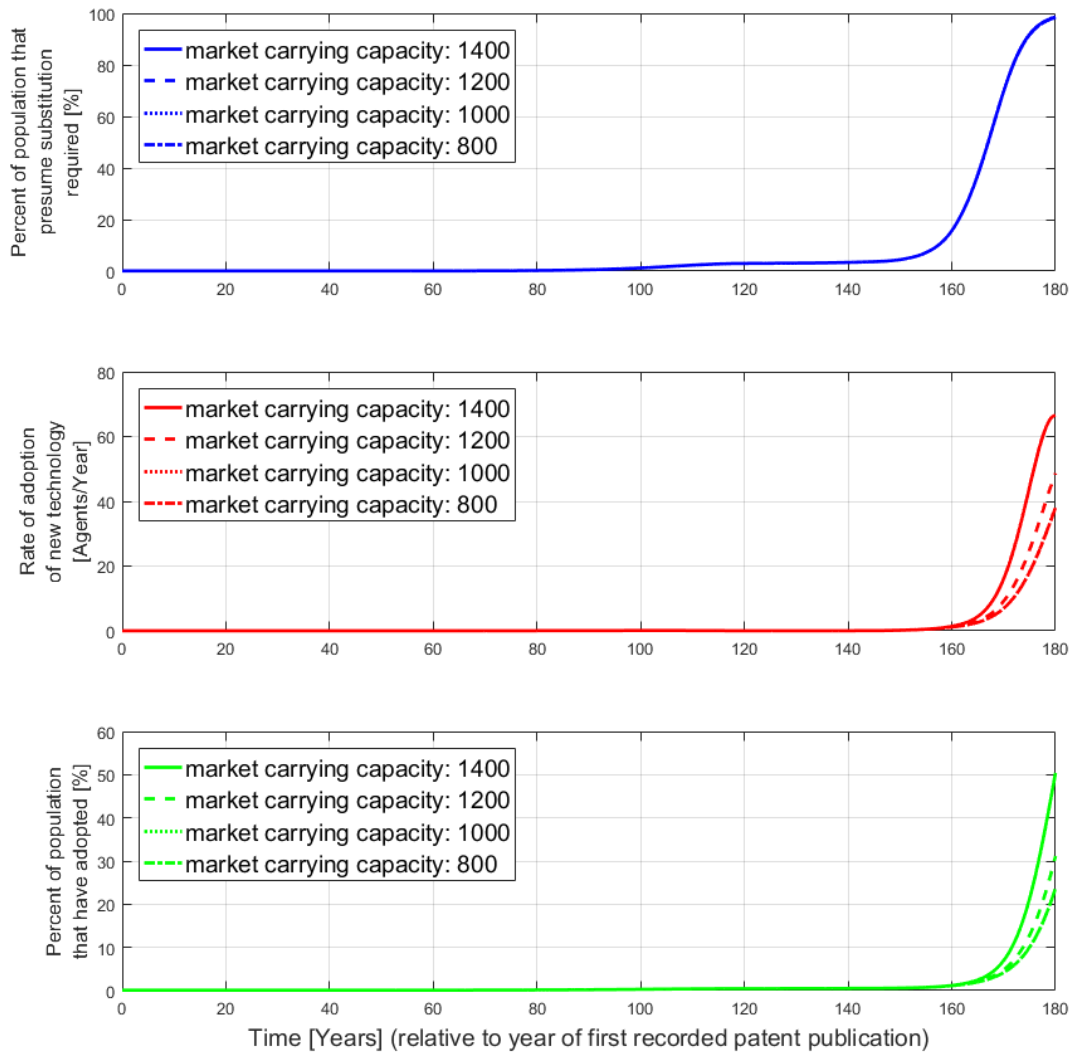 Percent of population that
presume substitution
required [%]
100
80
60
40
20
0
market carrying capacity: 1400
market carrying capacity: 1200
market carrying capacity: 1000
market carrying capacity: 800
0 20 40 60 80 100 120 140 160 180
Rate of adoption
of new technology
[Agents/Year]
80
60
40
20
0
market carrying capacity: 1400
market carrying capacity: 1200
market carrying capacity: 1000
market carrying capacity: 800
0 20 40 60 80 100 120 140 160 180
Percent of population
that have adopted [%]
60
50
40
30
20
10
0
market carrying capacity: 1400
market carrying capacity: 1200
market carrying capacity: 1000
market carrying capacity: 800
0 20 40 60 80 100 120 140 160 180
Time [Years] (relative to year of first recorded patent publication)